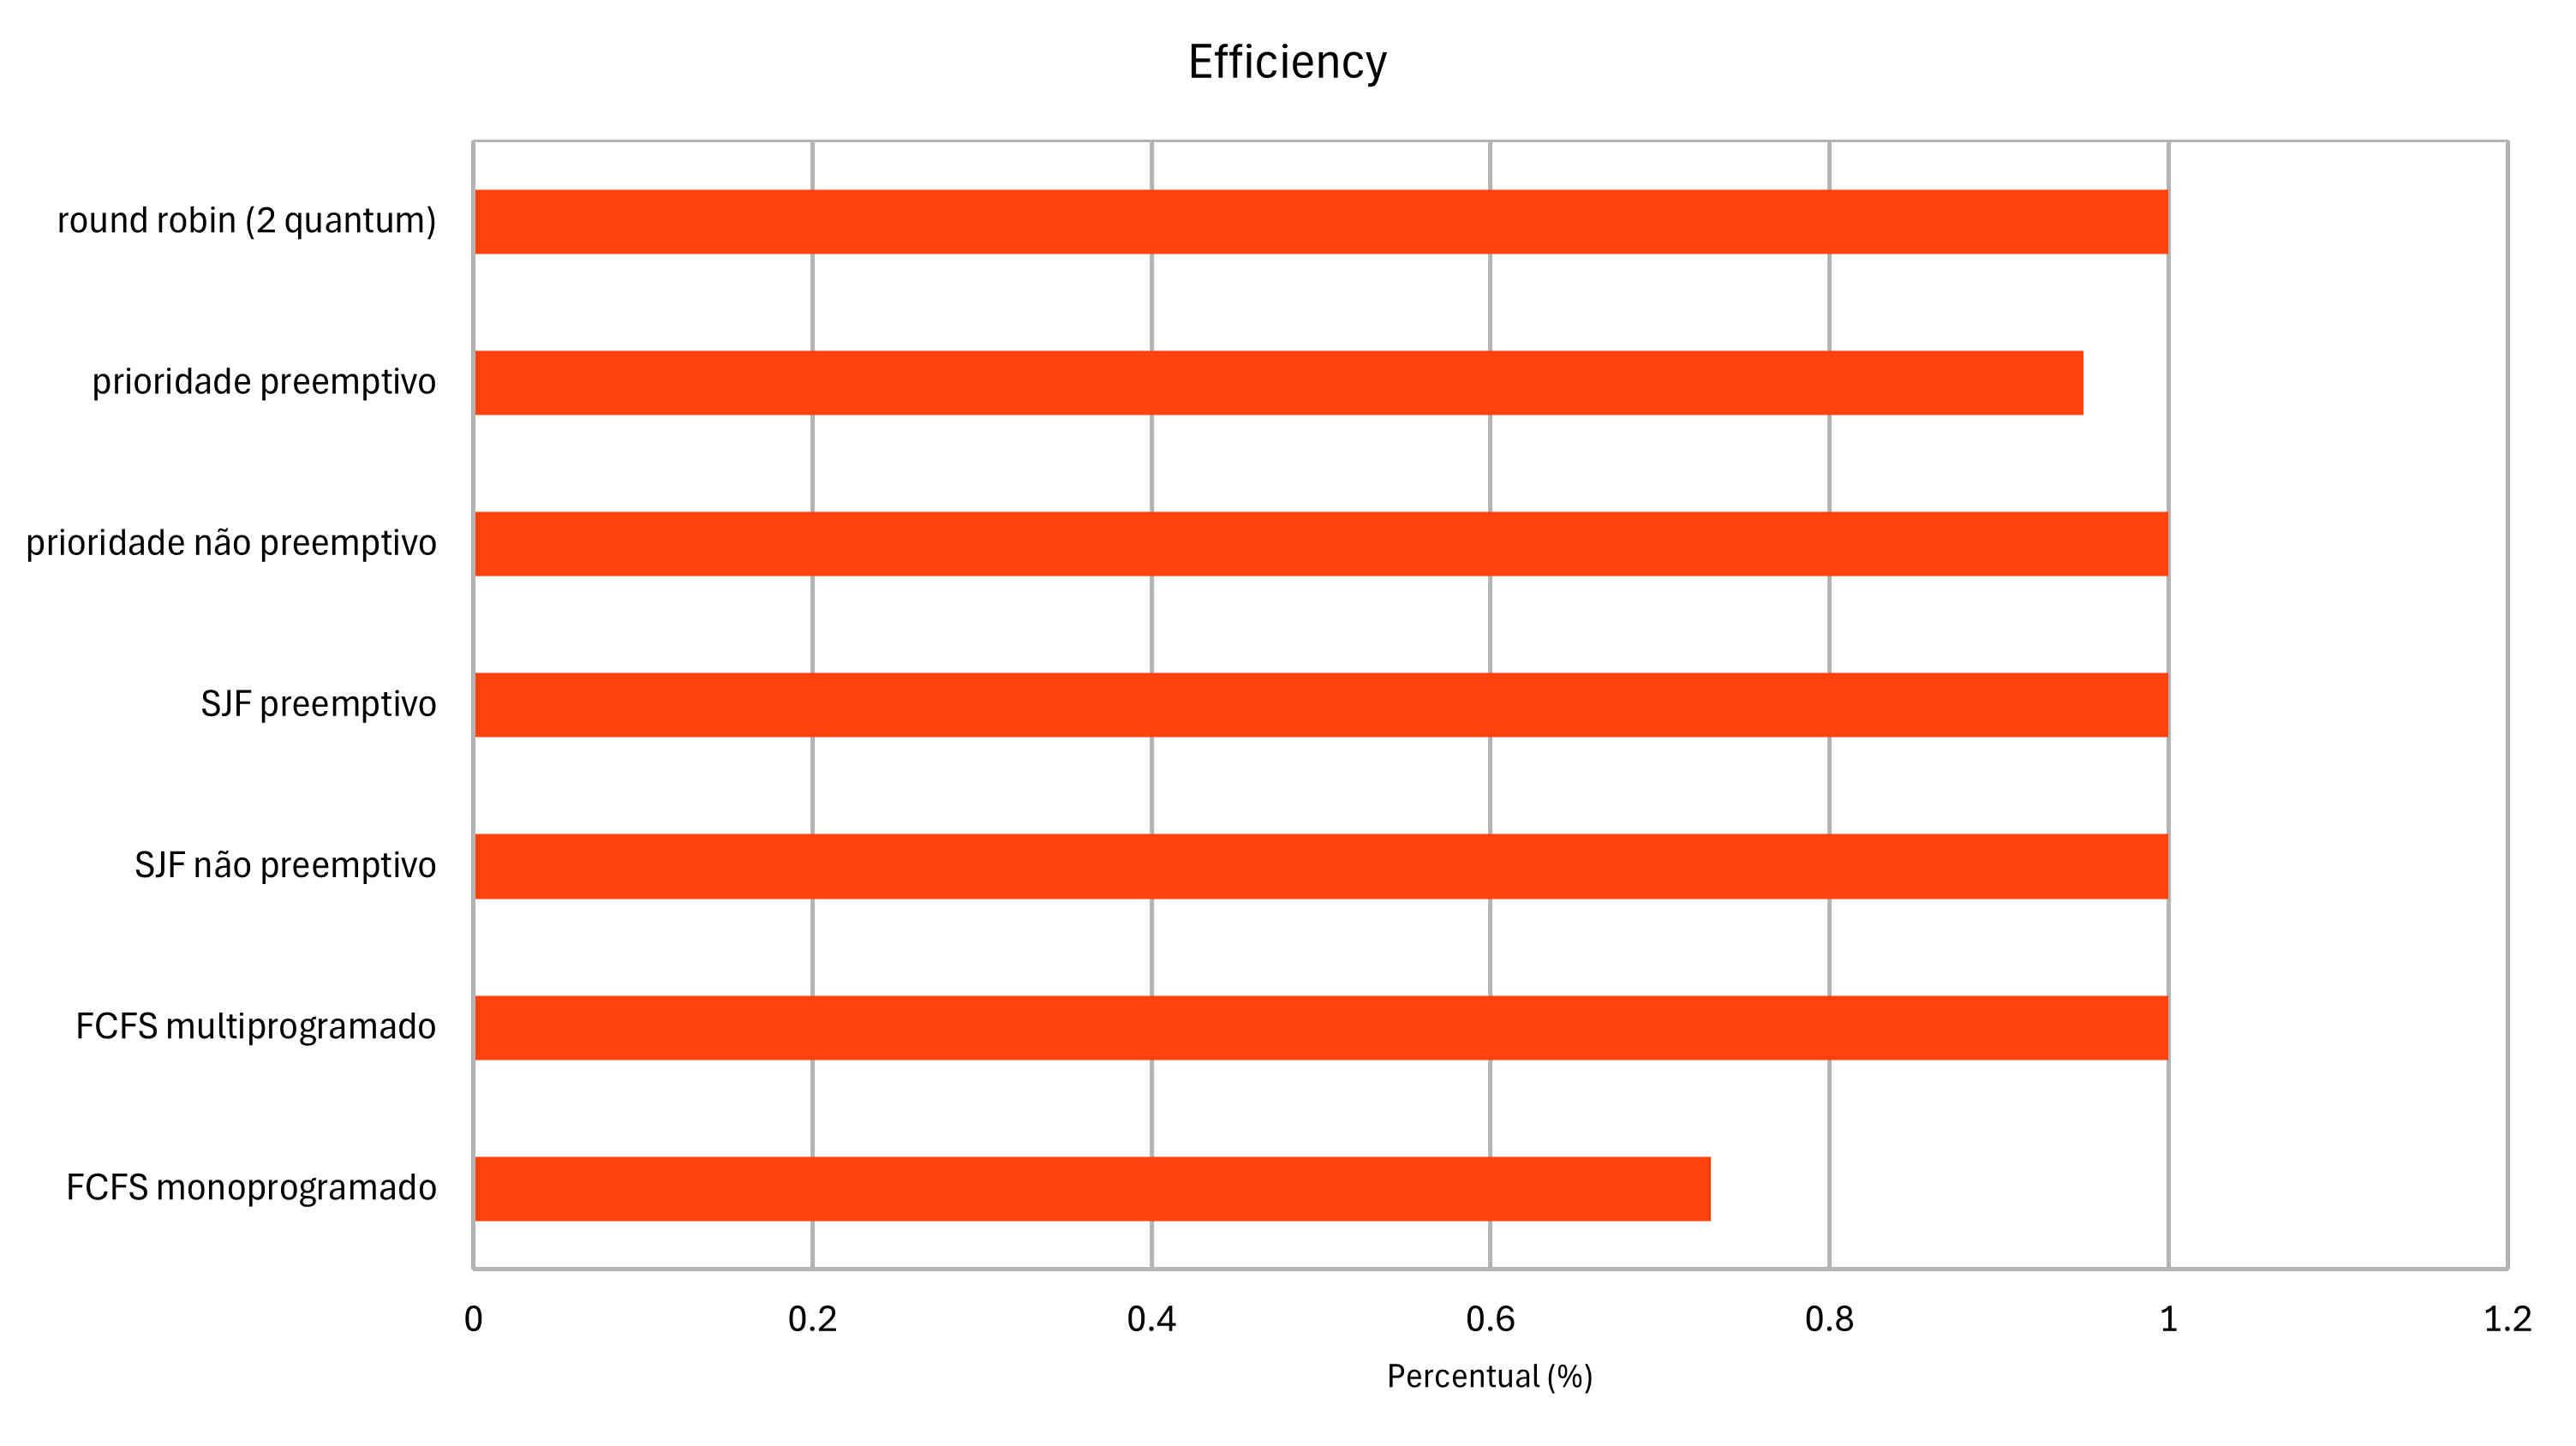 Efficiency
round robin (2 quantum)
prioridade preemptivo
prioridade não preemptivo
SJF preemptivo
SJF não preemptivo
FCFS multiprogramado
FCFS monoprogramado
0 0.2 0.4 0.6 0.8 1 1.2
Percentual (%)